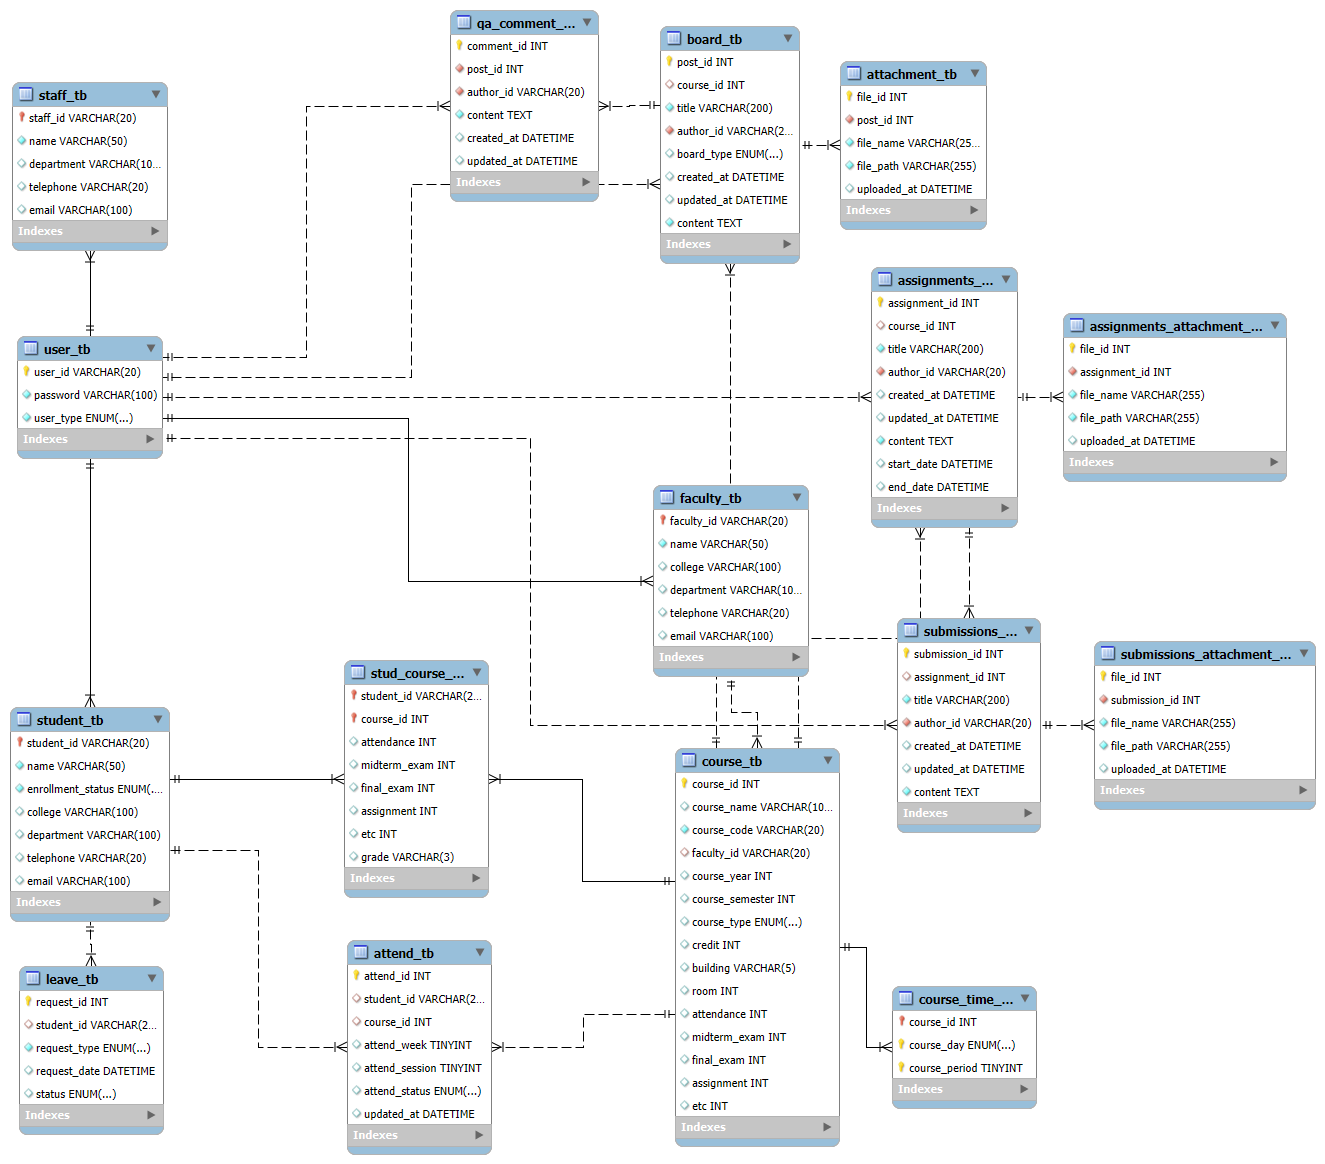 staff_tb
staff_id VARCHAR(20)
name VARCHAR(50)
department VARCHAR(10...
telephone VARCHAR(20)
email VARCHAR(100)
Indexes
qa_comment_...
comment_id INT
post_id INT
author_id VARCHAR(20)
content TEXT
created_at DATETIME
updated_at DATETIME
Indexes
board_tb
post_id INT
course_id INT
title VARCHAR(200)
author_id VARCHAR(2...
board_type ENUM(...)
created_at DATETIME
updated_at DATETIME
content TEXT
Indexes
attachment_tb
file_id INT
post_id INT
file_name VARCHAR(25...
file_path VARCHAR(255)
uploaded_at DATETIME
Indexes
user_tb
user_id VARCHAR(20)
password VARCHAR(100)
user_type ENUM(...)
Indexes
assignments_...
assignment_id INT
course_id INT
title VARCHAR(200)
author_id VARCHAR(20)
created_at DATETIME
updated_at DATETIME
content TEXT
start_date DATETIME
end_date DATETIME
Indexes
assignments_attachment_...
file_id INT
assignment_id INT
file_name VARCHAR(255)
file_path VARCHAR(255)
uploaded_at DATETIME
Indexes
faculty_tb
faculty_id VARCHAR(20)
name VARCHAR(50)
college VARCHAR(100)
department VARCHAR(10...
telephone VARCHAR(20)
email VARCHAR(100)
Indexes
submissions_...
submission_id INT
assignment_id INT
title VARCHAR(200)
author_id VARCHAR(20)
created_at DATETIME
updated_at DATETIME
content TEXT
Indexes
submissions_attachment_...
file_id INT
submission_id INT
file_name VARCHAR(255)
file_path VARCHAR(255)
uploaded_at DATETIME
Indexes
student_tb
student_id VARCHAR(20)
name VARCHAR(50)
enrollment_status ENUM(...
college VARCHAR(100)
department VARCHAR(100)
telephone VARCHAR(20)
email VARCHAR(100)
Indexes
stud_course_...
student_id VARCHAR(2...
course_id INT
attendance INT
midterm_exam INT
final_exam INT
assignment INT
etc INT
grade VARCHAR(3)
Indexes
course_tb
course_id INT
course_name VARCHAR(10...
course_code VARCHAR(20)
faculty_id VARCHAR(20)
course_year INT
course_semester INT
course_type ENUM(...)
credit INT
building VARCHAR(5)
room INT
attendance INT
midterm_exam INT
final_exam INT
assignment INT
etc INT
Indexes
leave_tb
request_id INT
student_id VARCHAR(2...
request_type ENUM(...)
request_date DATETIME
status ENUM(...)
Indexes
attend_tb
attend_id INT
student_id VARCHAR(2...
course_id INT
attend_week TINYINT
attend_session TINYINT
attend_status ENUM(...)
updated_at DATETIME
Indexes
course_time_...
course_id INT
course_day ENUM(...)
course_period TINYINT
Indexes